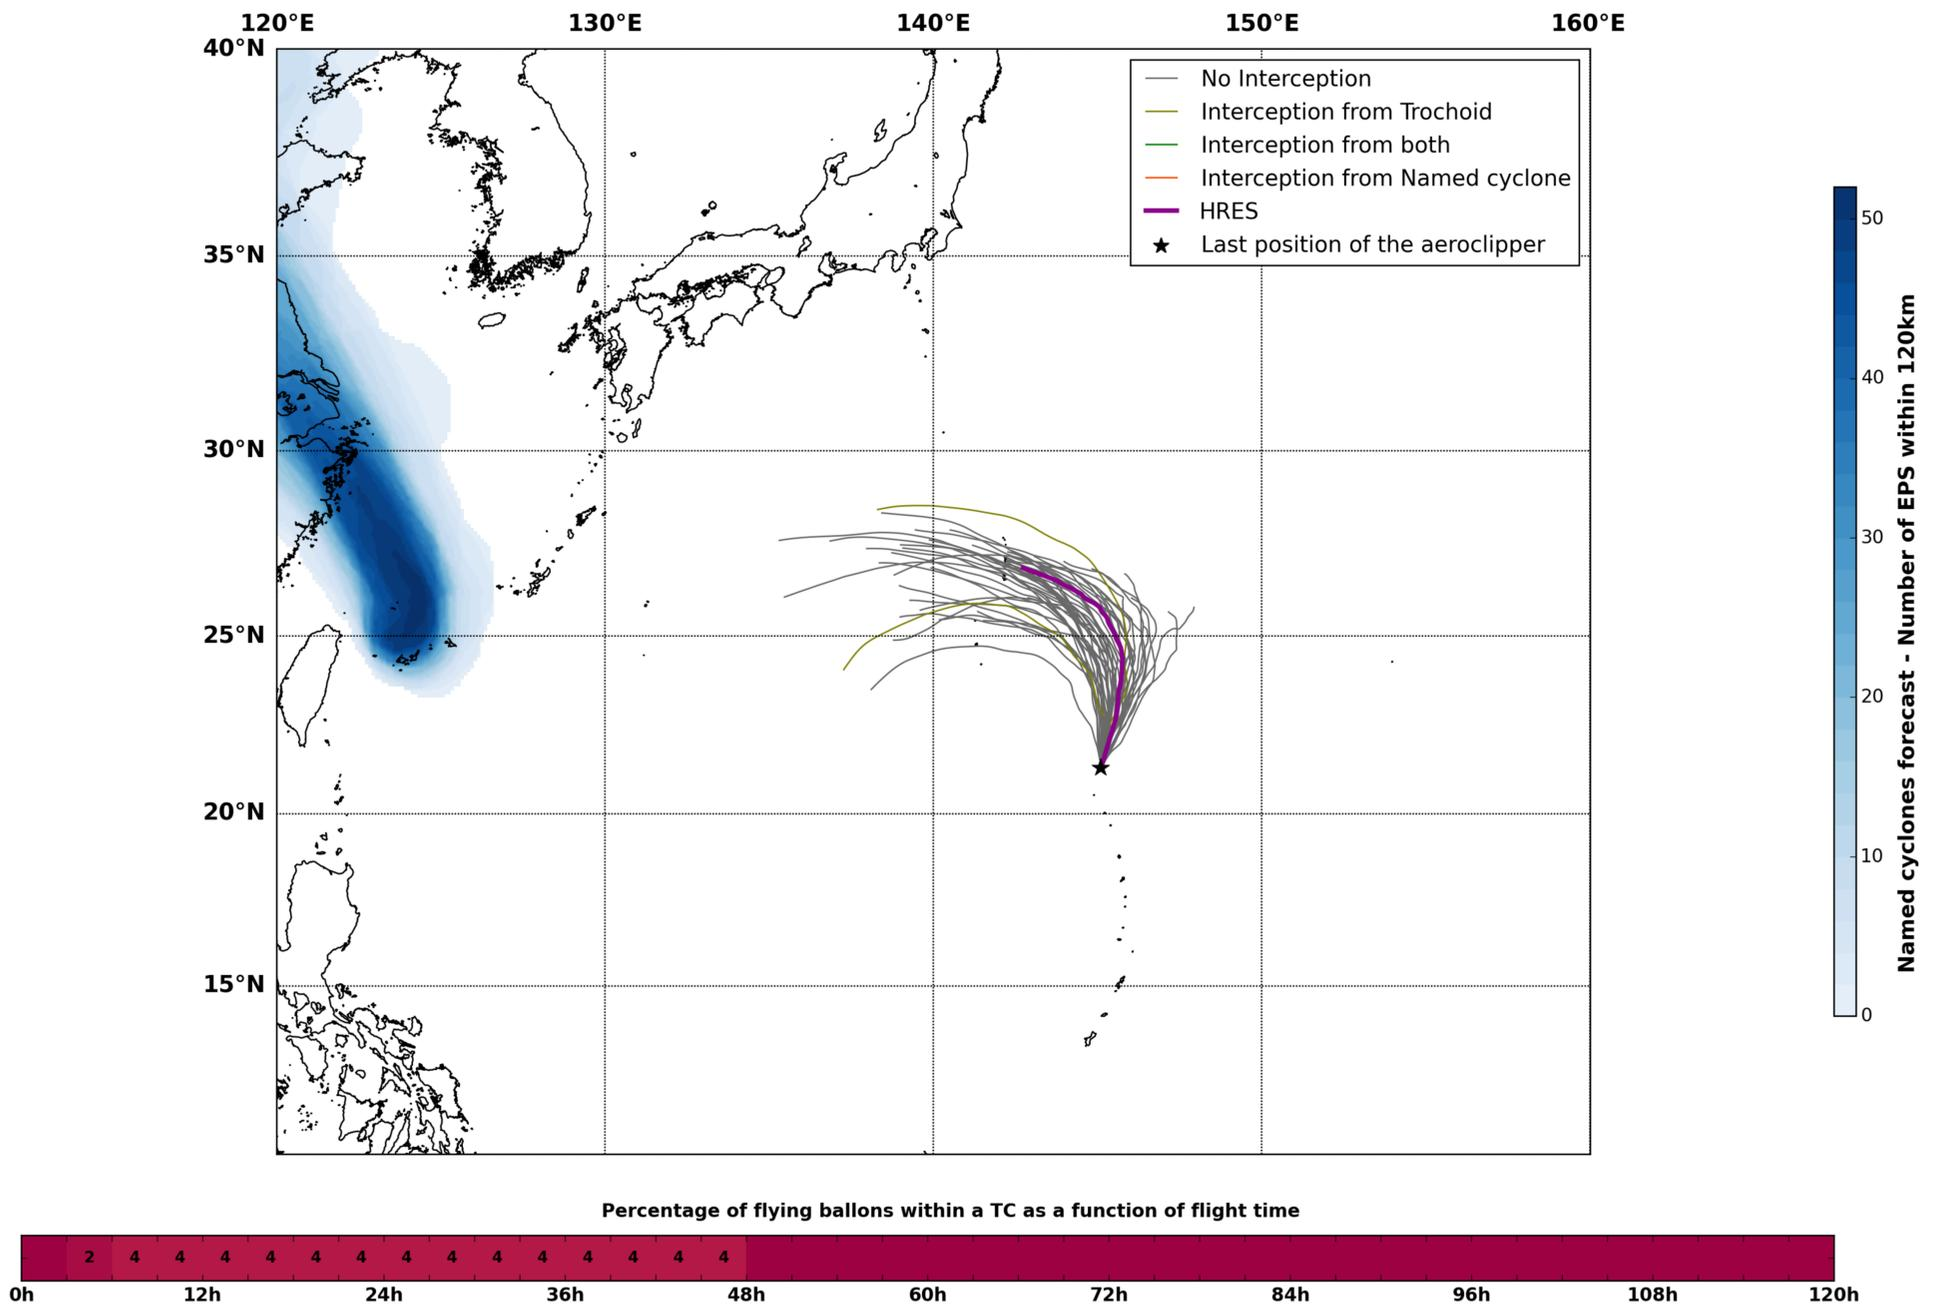 120°E 130°E 140°E 150°E 160°E
40°N
35°N
30°N
25°N
20°N
15°N
No Interception
Interception from Trochoid
Interception from both
Interception from Named cyclone
HRES
Last position of the aeroclipper
50
40
30
20
10
0
Named cyclones forecast - Number of EPS within 120km
Percentage of flying ballons within a TC as a function of flight time
2 4 4 4 4 4 4 4 4 4 4 4 4 4 4
0h 12h 24h 36h 48h 60h 72h 84h 96h 108h 120h